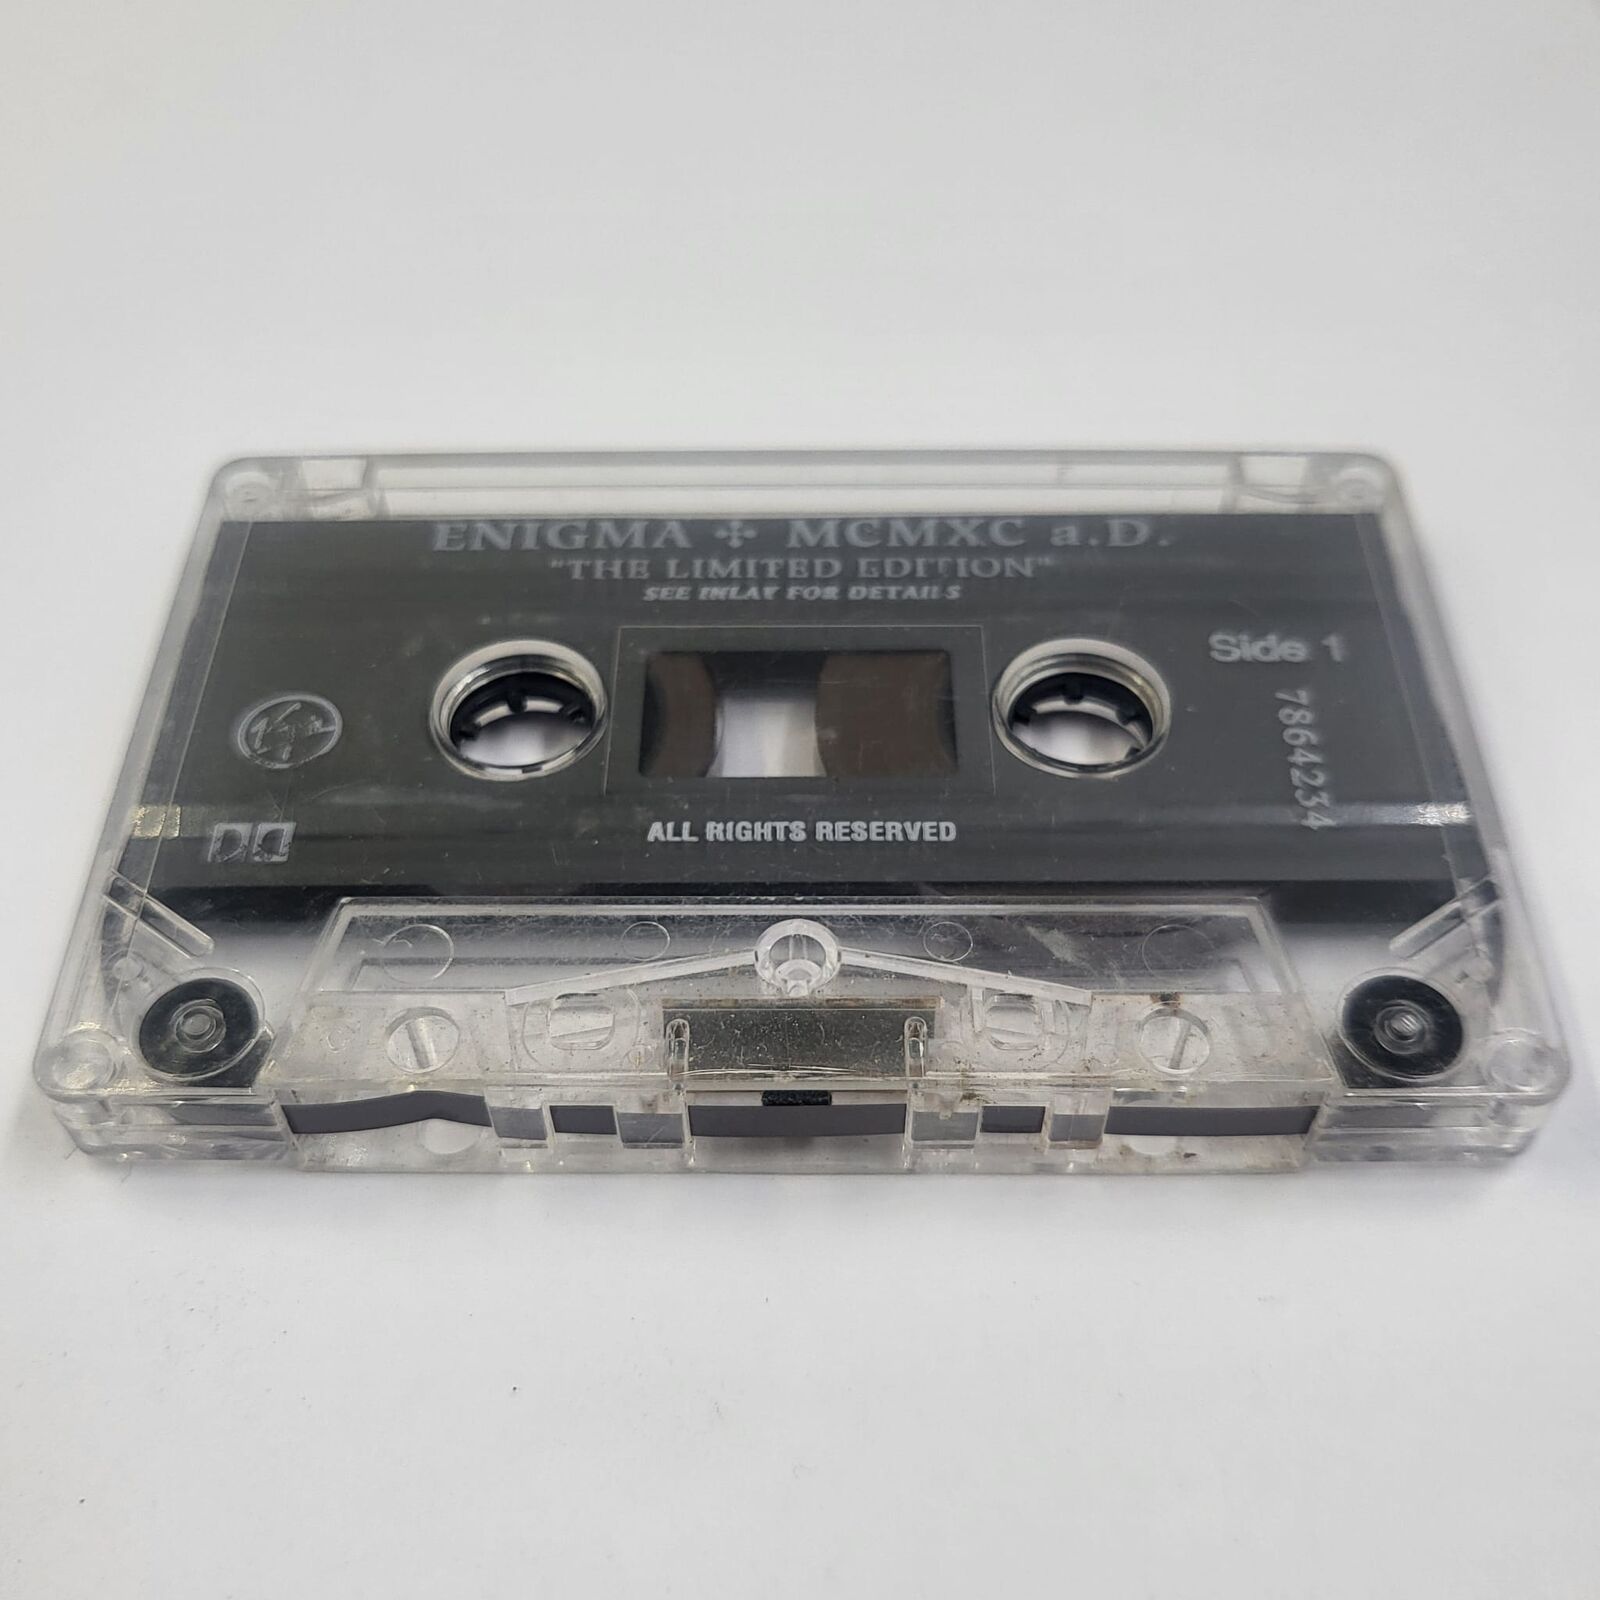 ENIGMA ✣ MCMXC a.D.
"THE LIMITED EDITION"
SEE INLAY FOR DETAILS
Side 1
7864234
ALL RIGHTS RESERVED